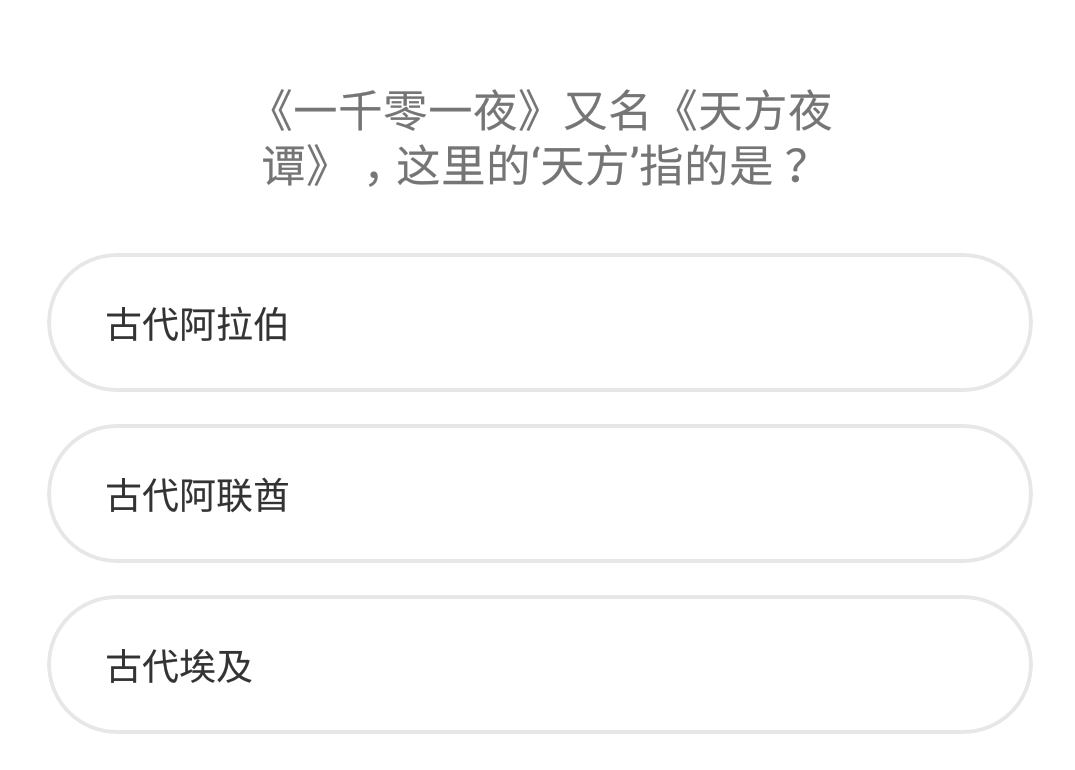 《一千零一夜》又名《天方夜
谭》，这里的‘天方’指的是？
古代阿拉伯
古代阿联酋
古代埃及